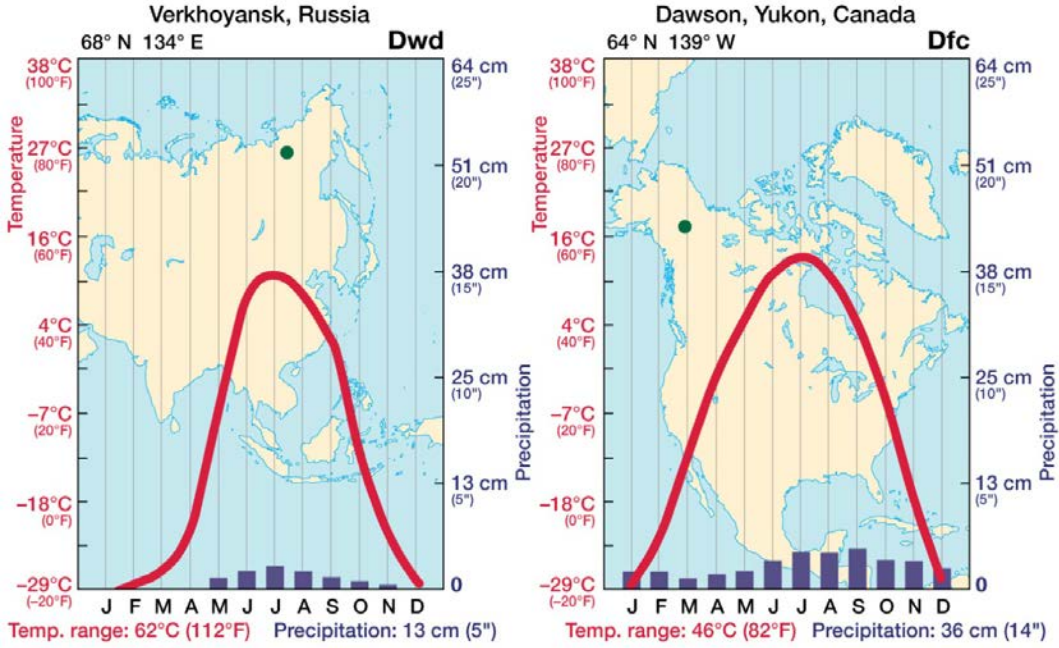 Verkhoyansk, Russia
68° N 134° E Dwd
38°C
(100°F)
27°C
(80°F)
16°C
(60°F)
4°C
(40°F)
–7°C
(20°F)
–18°C
(0°F)
–29°C
(–20°F)
Temperature
64 cm
(25")
51 cm
(20")
38 cm
(15")
25 cm
(10")
13 cm
(5")
0
Precipitation
J F M A M J J A S O N D
Temp. range: 62°C (112°F) Precipitation: 13 cm (5")
Dawson, Yukon, Canada
64° N 139° W Dfc
38°C
(100°F)
27°C
(80°F)
16°C
(60°F)
4°C
(40°F)
–7°C
(20°F)
–18°C
(0°F)
–29°C
(–20°F)
Temperature
64 cm
(25")
51 cm
(20")
38 cm
(15")
25 cm
(10")
13 cm
(5")
0
Precipitation
J F M A M J J A S O N D
Temp. range: 46°C (82°F) Precipitation: 36 cm (14")